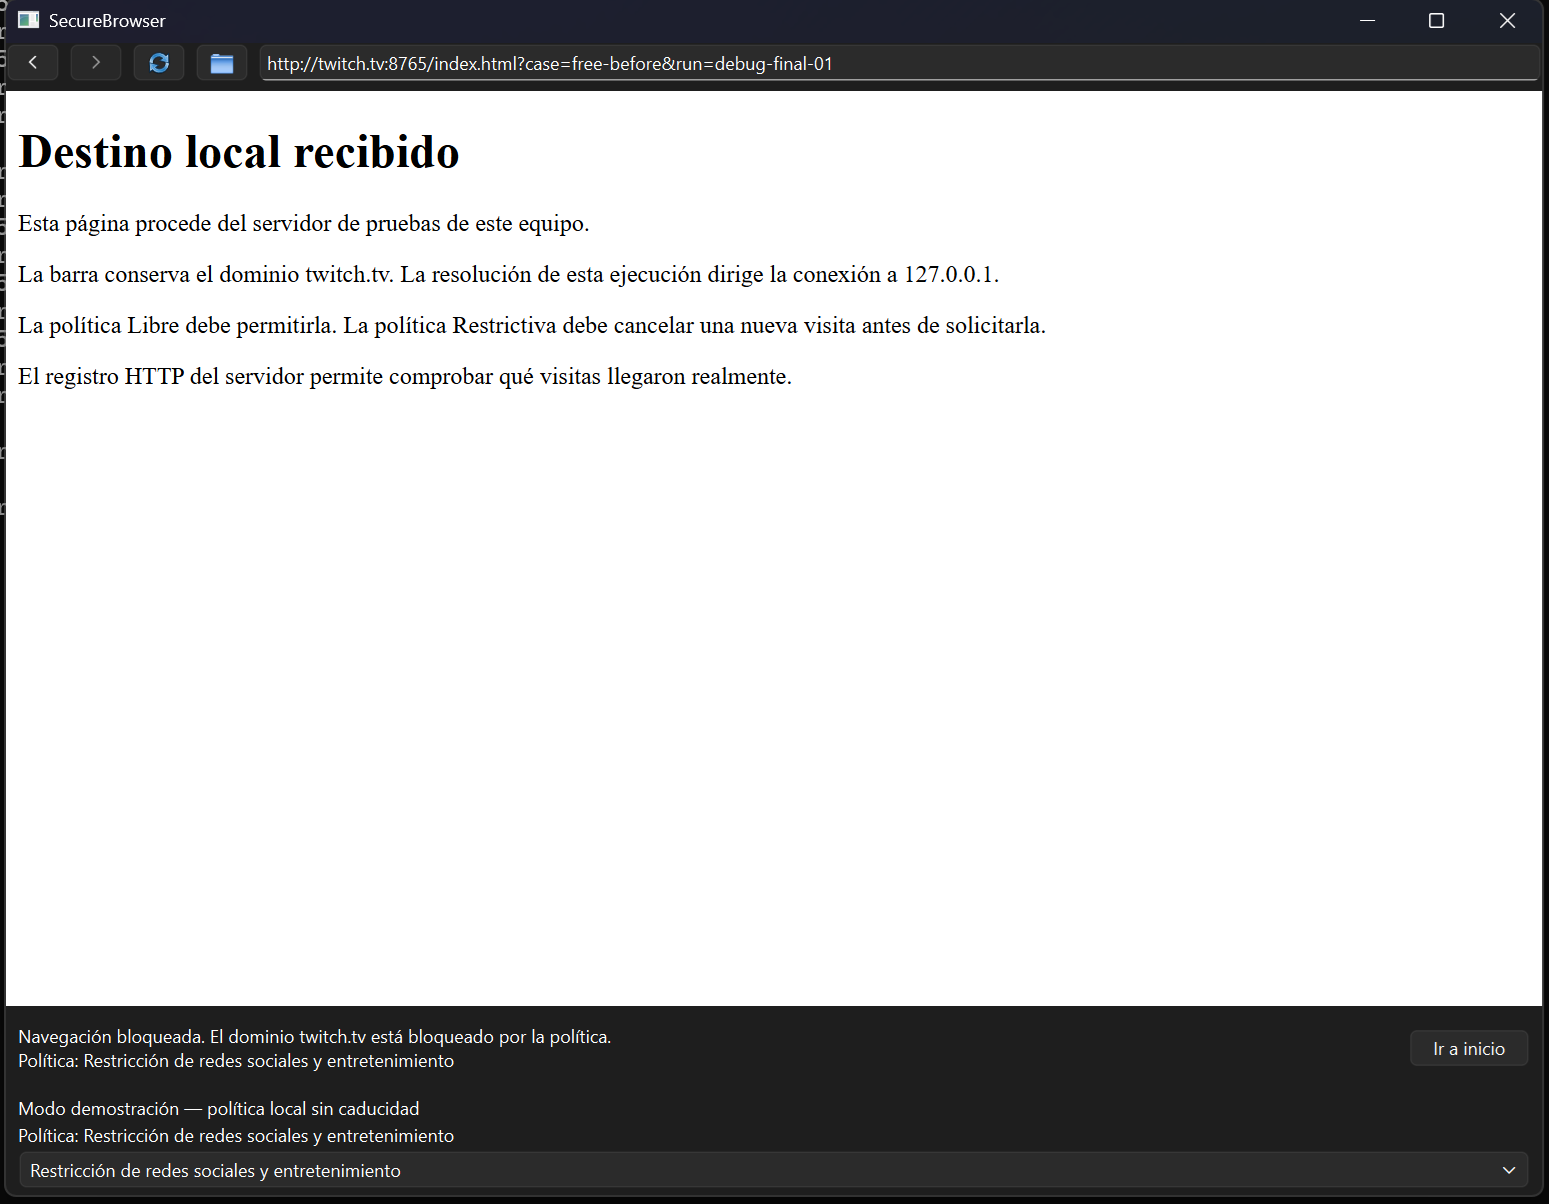 SecureBrowser
http://twitch.tv:8765/index.html?case=free-before&run=debug-final-01
Destino local recibido
Esta página procede del servidor de pruebas de este equipo.
La barra conserva el dominio twitch.tv. La resolución de esta ejecución dirige la conexión a 127.0.0.1.
La política Libre debe permitirla. La política Restrictiva debe cancelar una nueva visita antes de solicitarla.
El registro HTTP del servidor permite comprobar qué visitas llegaron realmente.
Navegación bloqueada. El dominio twitch.tv está bloqueado por la política.
Política: Restricción de redes sociales y entretenimiento
Ir a inicio
Modo demostración — política local sin caducidad
Política: Restricción de redes sociales y entretenimiento
Restricción de redes sociales y entretenimiento